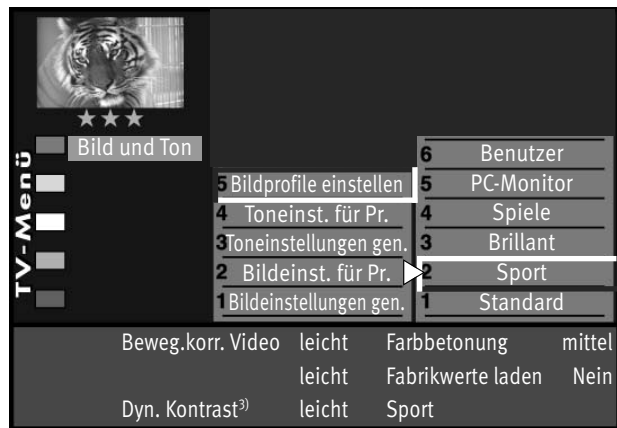 TV-Menü
Bild und Ton
5 Bildprofile einstellen
4 Toneinst. für Pr.
3 Toneinstellungen gen.
2 Bildeinst. für Pr.
1 Bildeinstellungen gen.
6 Benutzer
5 PC-Monitor
4 Spiele
3 Brillant
2 Sport
1 Standard
Beweg.korr. Video leicht Farbbetonung mittel
leicht Fabrikwerte laden Nein
Dyn. Kontrast3) leicht Sport